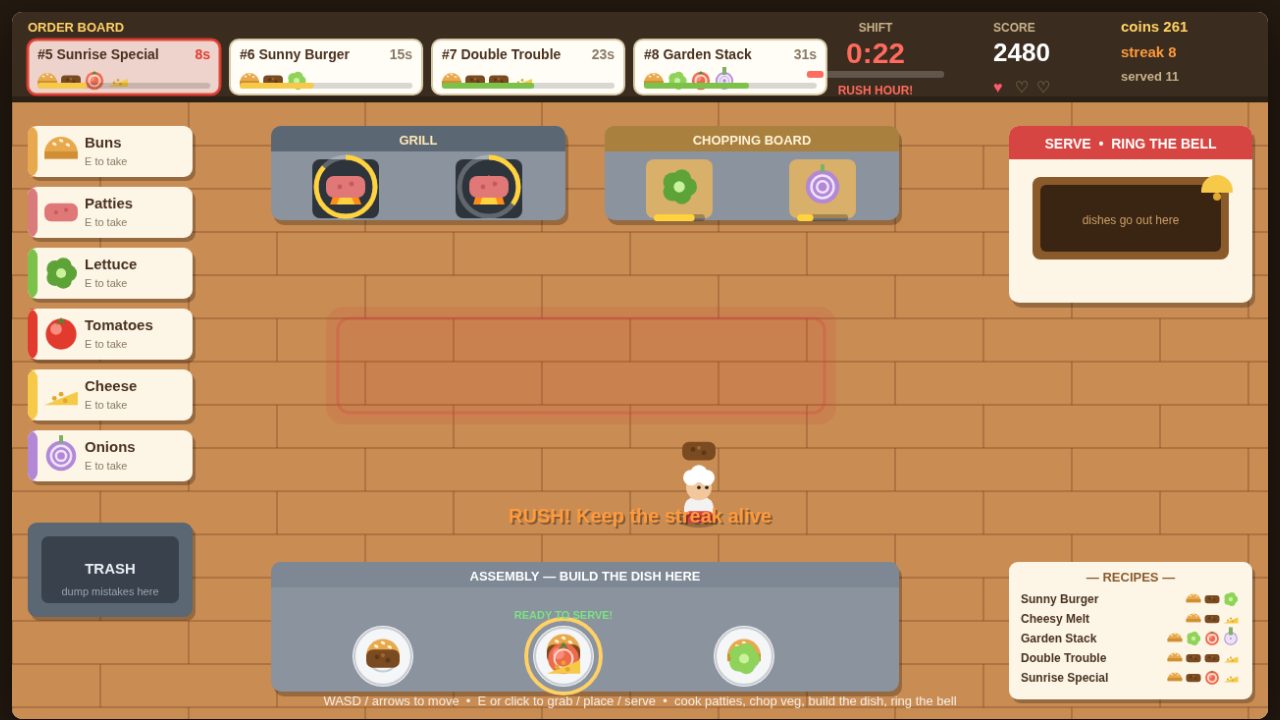 ORDER BOARD
#5 Sunrise Special 8s
#6 Sunny Burger 15s
#7 Double Trouble 23s
#8 Garden Stack 31s
SHIFT
0:22
RUSH HOUR!
SCORE
2480
coins 261
streak 8
served 11
Buns
E to take
Patties
E to take
Lettuce
E to take
Tomatoes
E to take
Cheese
E to take
Onions
E to take
GRILL
CHOPPING BOARD
SERVE • RING THE BELL
dishes go out here
RUSH! Keep the streak alive
TRASH
dump mistakes here
ASSEMBLY — BUILD THE DISH HERE
READY TO SERVE!
— RECIPES —
Sunny Burger
Cheesy Melt
Garden Stack
Double Trouble
Sunrise Special
WASD / arrows to move • E or click to grab / place / serve • cook patties, chop veg, build the dish, ring the bell